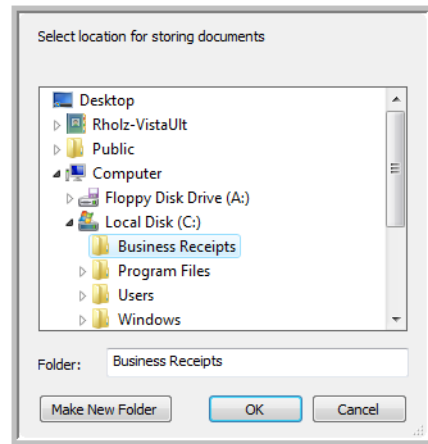 Select location for storing documents
Desktop
Rholz-VistaUlt
Public
Computer
Floppy Disk Drive (A:)
Local Disk (C:)
Business Receipts
Program Files
Users
Windows
Folder: Business Receipts
Make New Folder OK Cancel